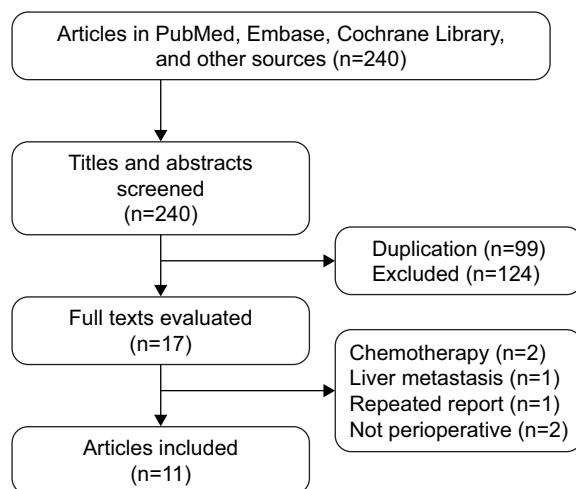 Articles in PubMed, Embase, Cochrane Library,
and other sources (n=240)
Titles and abstracts
screened
(n=240)
Duplication (n=99)
Excluded (n=124)
Full texts evaluated
(n=17)
Chemotherapy (n=2)
Liver metastasis (n=1)
Repeated report (n=1)
Not perioperative (n=2)
Articles included
(n=11)